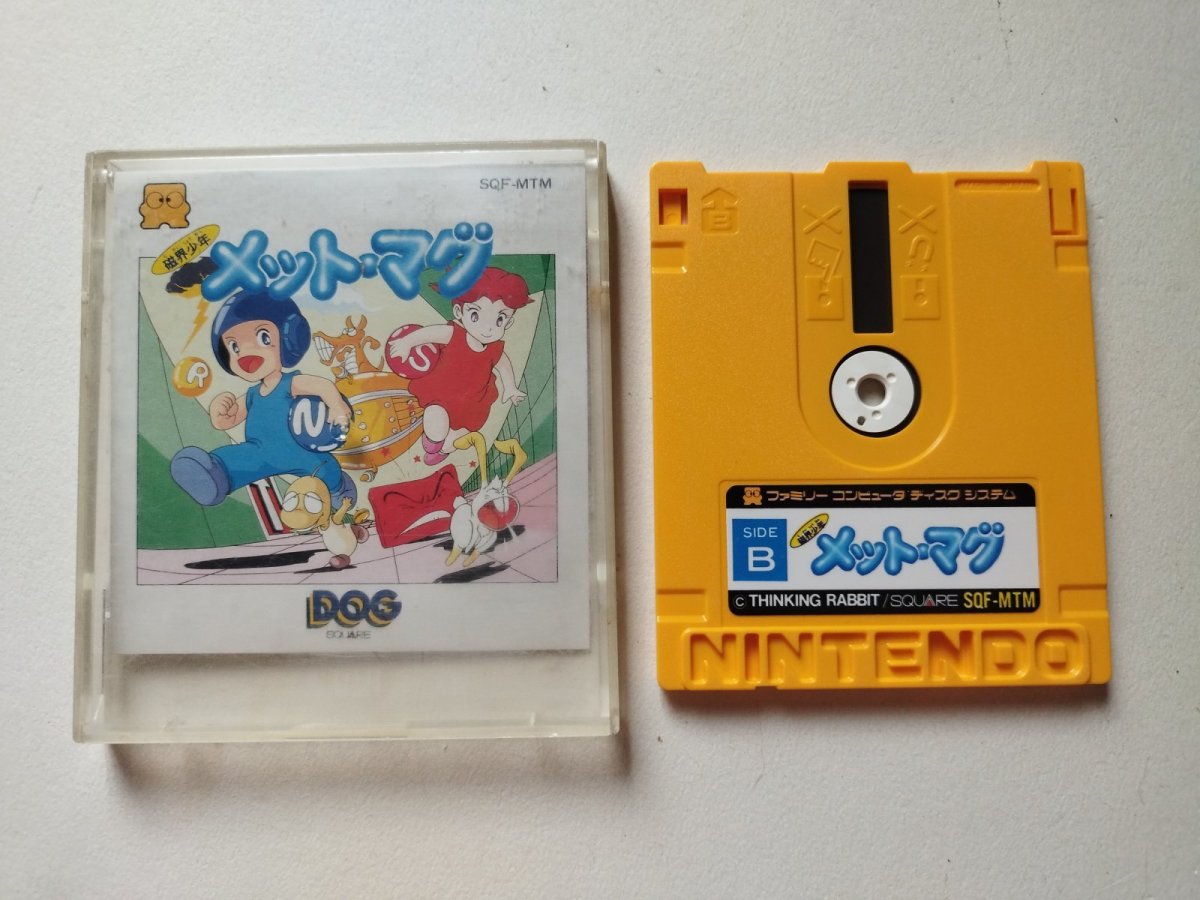 SQF-MTM
磁界少年
メット・マグ
R
N
S
DOG
SQUARE
ファミリー コンピュータ ディスク システム
SIDE
B
磁界少年
メット・マグ
© THINKING RABBIT / SQUARE SQF-MTM
NINTENDO